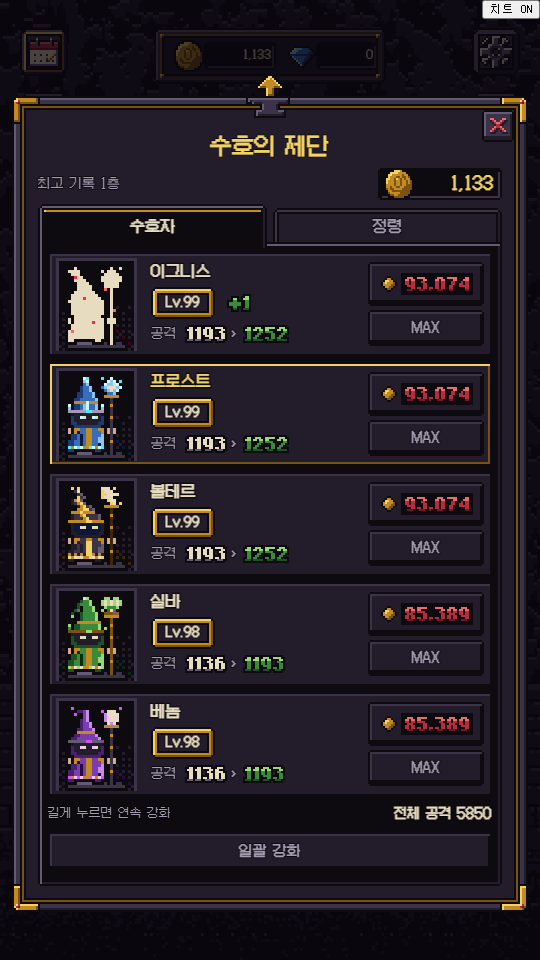 치트 ON
1,133
0
수호의 제단
최고 기록 1층
1,133
수호자
정령
이그니스
93.074
Lv.99 +1
공격 1193 › 1252
MAX
프로스트
93.074
Lv.99
공격 1193 › 1252
MAX
볼테르
93.074
Lv.99
공격 1193 › 1252
MAX
실바
85.389
Lv.98
공격 1136 › 1193
MAX
베놈
85.389
Lv.98
공격 1136 › 1193
MAX
길게 누르면 연속 강화
전체 공격 5850
일괄 강화